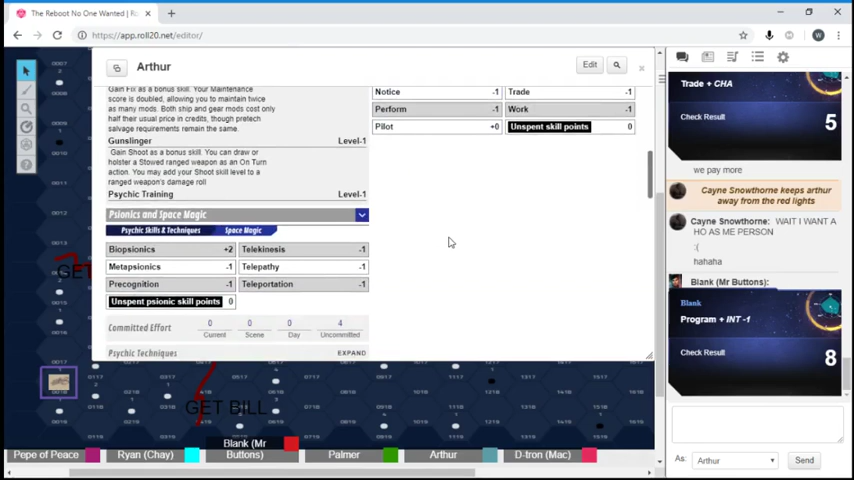 The Reboot No One Wanted | Ro
https://app.roll20.net/editor/
Arthur
Edit
Gain Fix as a bonus skill. Your Maintenance
score is doubled, allowing you to maintain twice
as many mods. Both ship and gear mods cost only
half their usual price in credits, though pretech
salvage requirements remain the same.
Gunslinger Level-1
Gain Shoot as a bonus skill. You can draw or
holster a Stowed ranged weapon as an On Turn
action. You may add your Shoot skill level to a
ranged weapon's damage roll
Psychic Training Level-1
Psionics and Space Magic
Psychic Skills & Techniques Space Magic
Biopsionics +2 Telekinesis -1
Metapsionics -1 Telepathy -1
Precognition -1 Teleportation -1
Unspent psionic skill points 0
Committed Effort 0 0 0 4
Current Scene Day Uncommitted
Psychic Techniques EXPAND
Notice -1 Trade -1
Perform -1 Work -1
Pilot +0 Unspent skill points 0
GET BILL
Pepe of Peace
Ryan (Chay)
Blank (Mr
Buttons)
Palmer
Arthur
D-tron (Mac)
Trade + CHA
Check Result
5
we pay more
Cayne Snowthorne keeps arthur
away from the red lights
Cayne Snowthorne: WAIT I WANT A
HO AS ME PERSON
:(
hahaha
Blank (Mr Buttons):
Blank
Program + INT -1
Check Result
8
As: Arthur Send